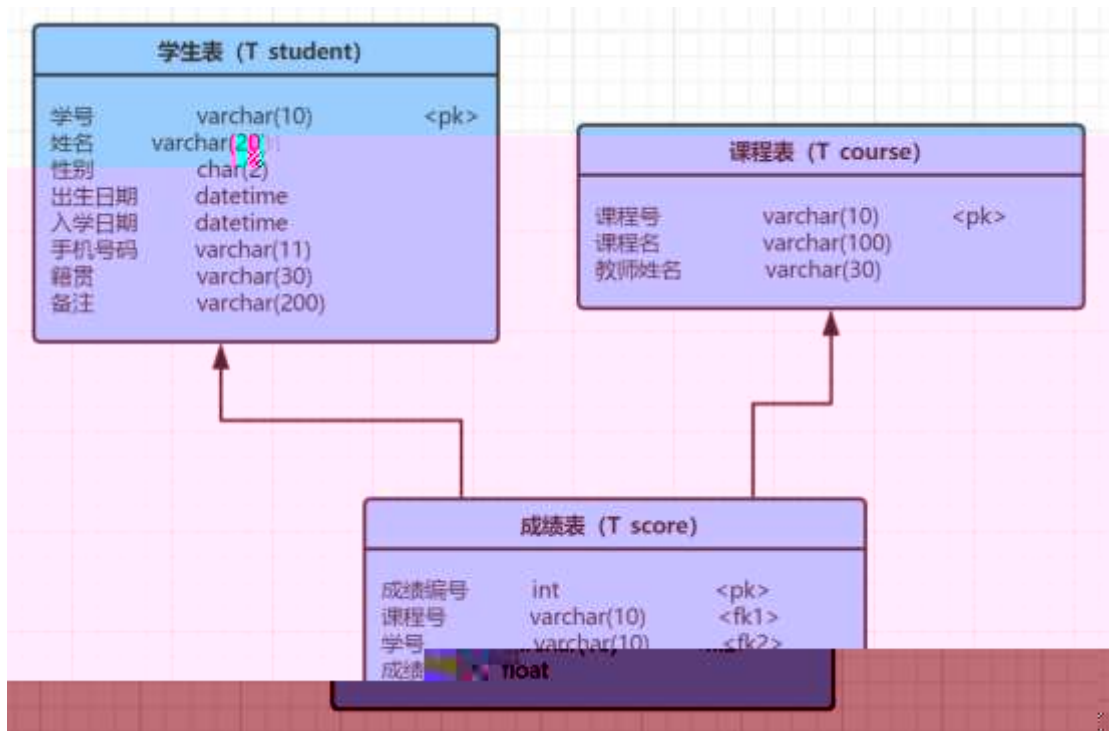 学生表 (T student)
学号 varchar(10) <pk>
姓名 varchar(20)
性别 char(2)
出生日期 datetime
入学日期 datetime
手机号码 varchar(11)
籍贯 varchar(30)
备注 varchar(200)
课程表 (T course)
课程号 varchar(10) <pk>
课程名 varchar(100)
教师姓名 varchar(30)
成绩表 (T score)
成绩编号 int <pk>
课程号 varchar(10) <fk1>
学号 varchar(10) <fk2>
成绩 float